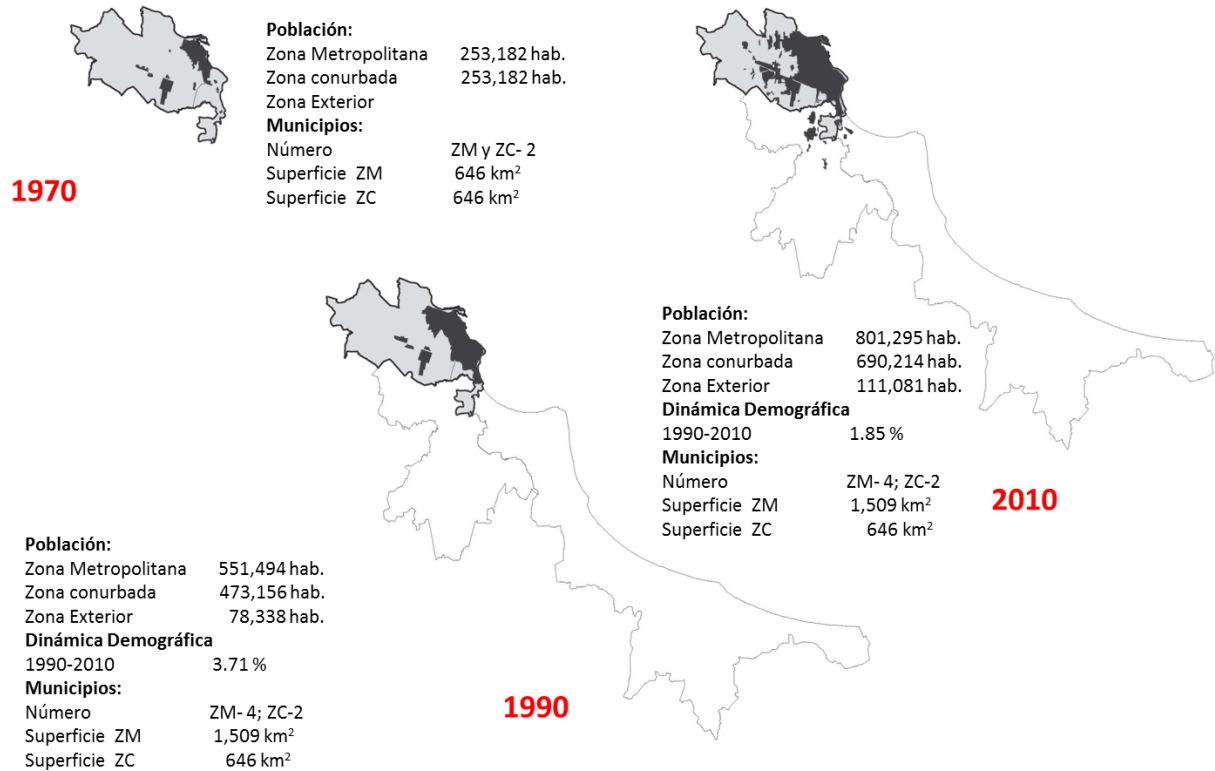 Población:
Zona Metropolitana 253,182 hab.
Zona conurbada 253,182 hab.
Zona Exterior
Municipios:
Número ZM y ZC- 2
Superficie ZM 646 km²
Superficie ZC 646 km²
1970
Población:
Zona Metropolitana 801,295 hab.
Zona conurbada 690,214 hab.
Zona Exterior 111,081 hab.
Dinámica Demográfica
1990-2010 1.85 %
Municipios:
Número ZM- 4; ZC-2
Superficie ZM 1,509 km²
Superficie ZC 646 km²
2010
Población:
Zona Metropolitana 551,494 hab.
Zona conurbada 473,156 hab.
Zona Exterior 78,338 hab.
Dinámica Demográfica
1990-2010 3.71 %
Municipios:
Número ZM- 4; ZC-2
Superficie ZM 1,509 km²
Superficie ZC 646 km²
1990